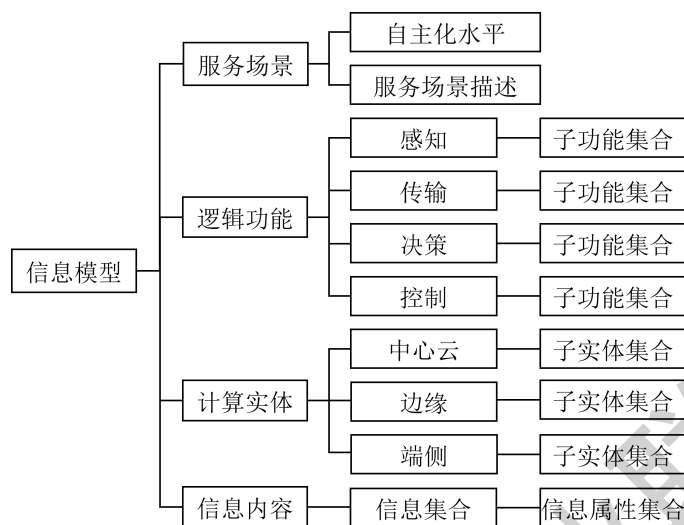 信息模型
服务场景
自主化水平
服务场景描述
逻辑功能
感知
子功能集合
传输
子功能集合
决策
子功能集合
控制
子功能集合
计算实体
中心云
子实体集合
边缘
子实体集合
端侧
子实体集合
信息内容
信息集合
信息属性集合